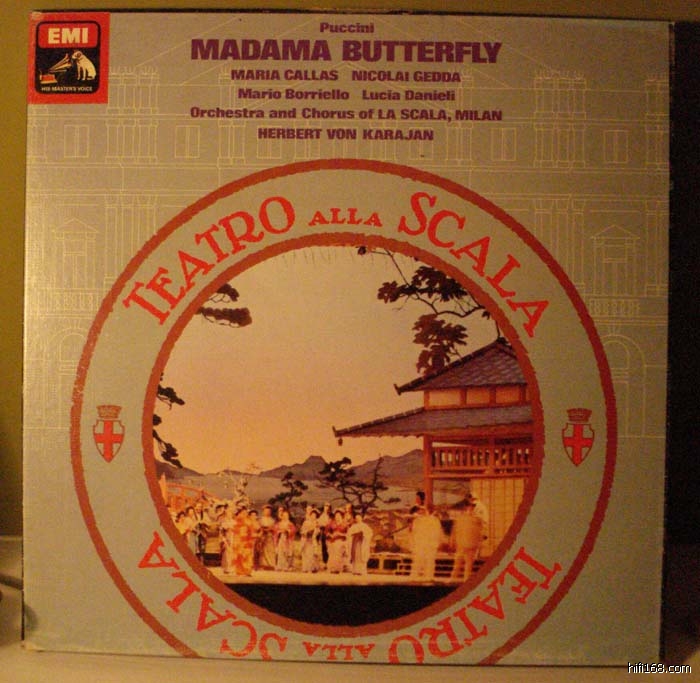 EMI
HIS MASTER'S VOICE
Puccini
MADAMA BUTTERFLY
MARIA CALLAS NICOLAI GEDDA
Mario Borriello Lucia Danieli
Orchestra and Chorus of LA SCALA, MILAN
HERBERT VON KARAJAN
TEATRO ALLA SCALA
TEATRO ALLA SCALA
hifi168.com